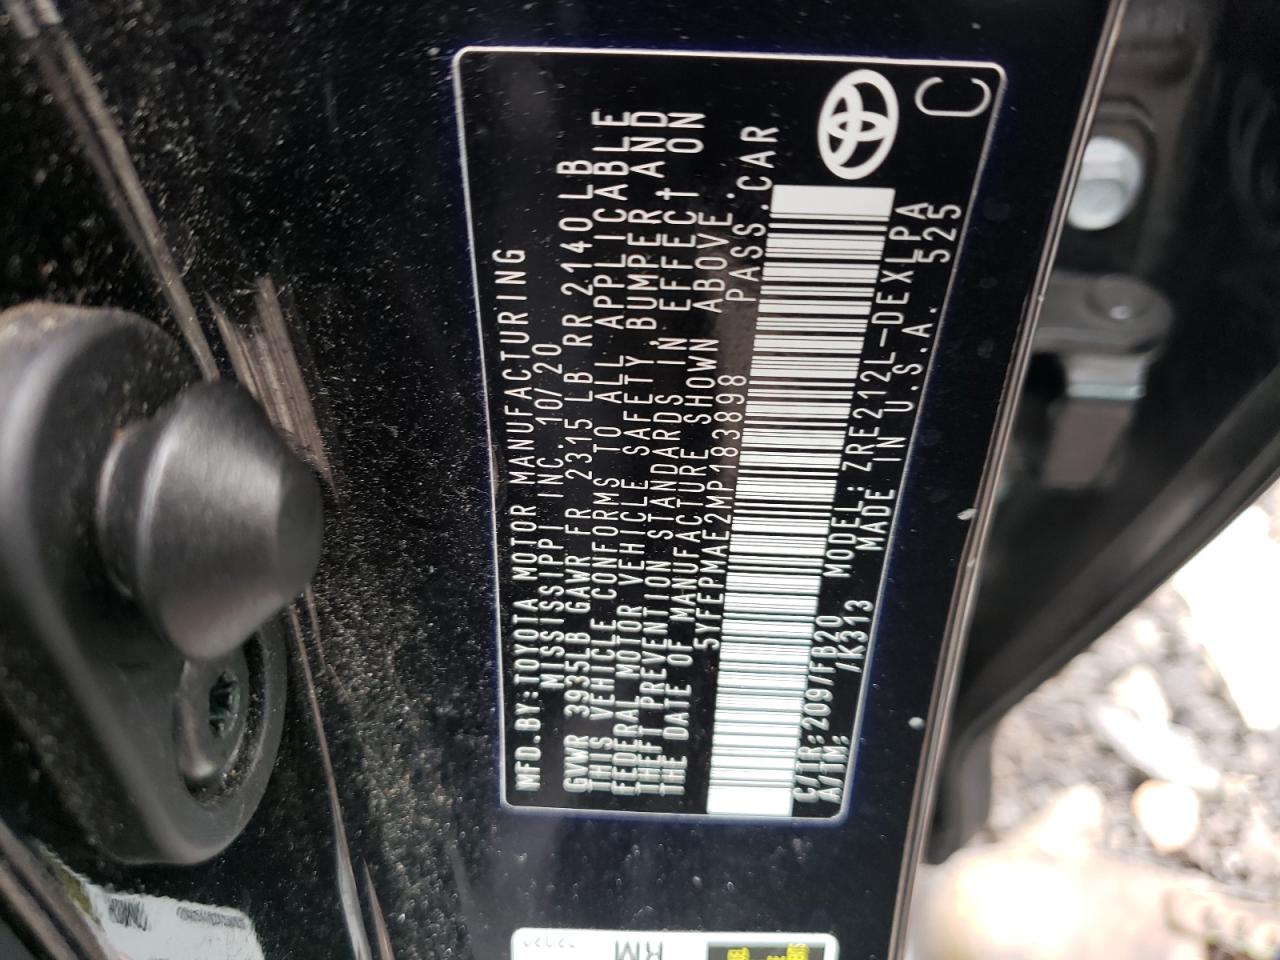 MFD.BY:TOYOTA MOTOR MANUFACTURING
MISSISSIPPI INC. 10/20
GVWR 3935LB GAWR FR 2315LB RR 2140LB
THIS VEHICLE CONFORMS TO ALL APPLICABLE
FEDERAL MOTOR VEHICLE SAFETY, BUMPER AND
THEFT PREVENTION STANDARDS IN EFFECT ON
THE DATE OF MANUFACTURE SHOWN ABOVE.
5YFEPMAE2MP183898 PASS.CAR
C/TR:209/FB20 MODEL:ZRE212L-DEXLPA
A/TM: /K313 MADE IN U.S.A. 525
C
RM